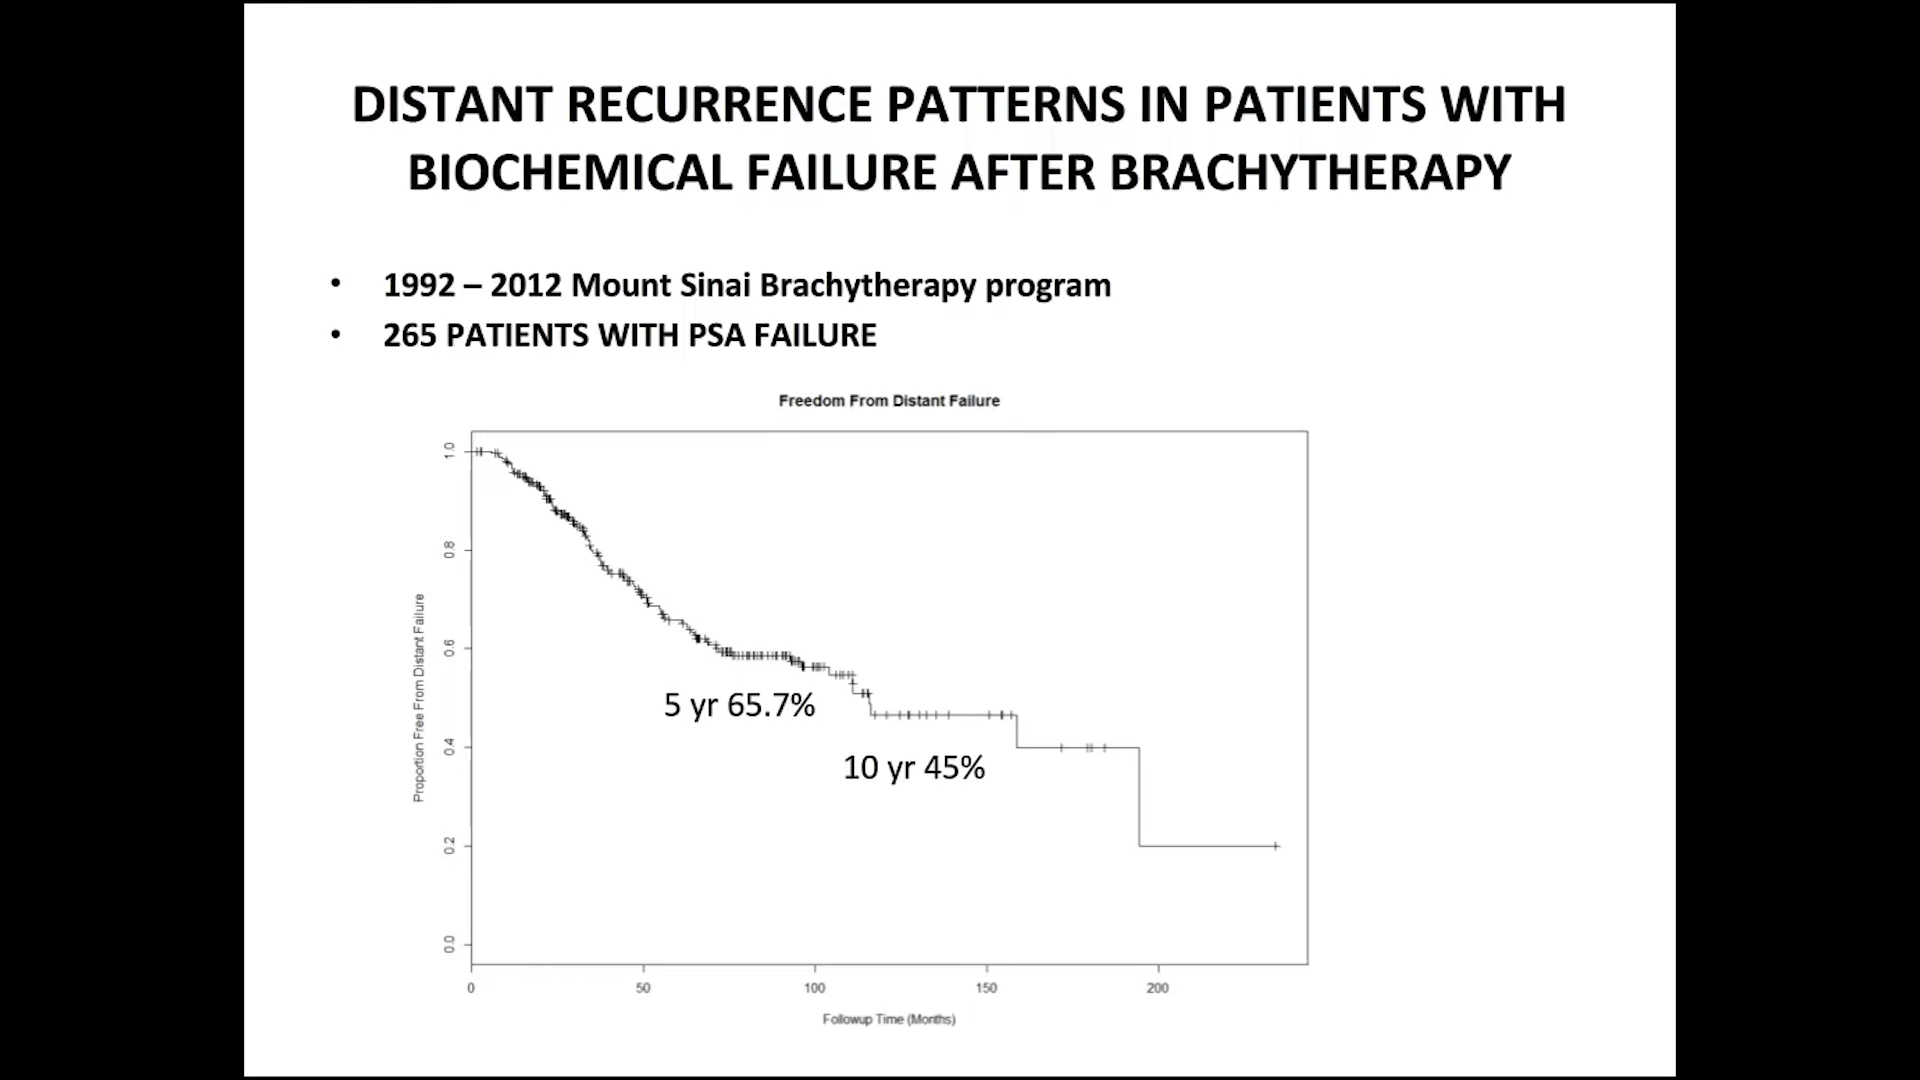 DISTANT RECURRENCE PATTERNS IN PATIENTS WITH
BIOCHEMICAL FAILURE AFTER BRACHYTHERAPY
• 1992 – 2012 Mount Sinai Brachytherapy program
• 265 PATIENTS WITH PSA FAILURE
Freedom From Distant Failure
Proportion Free From Distant Failure
1.0
0.8
0.6
0.4
0.2
0.0
5 yr 65.7%
10 yr 45%
0 50 100 150 200
Followup Time (Months)